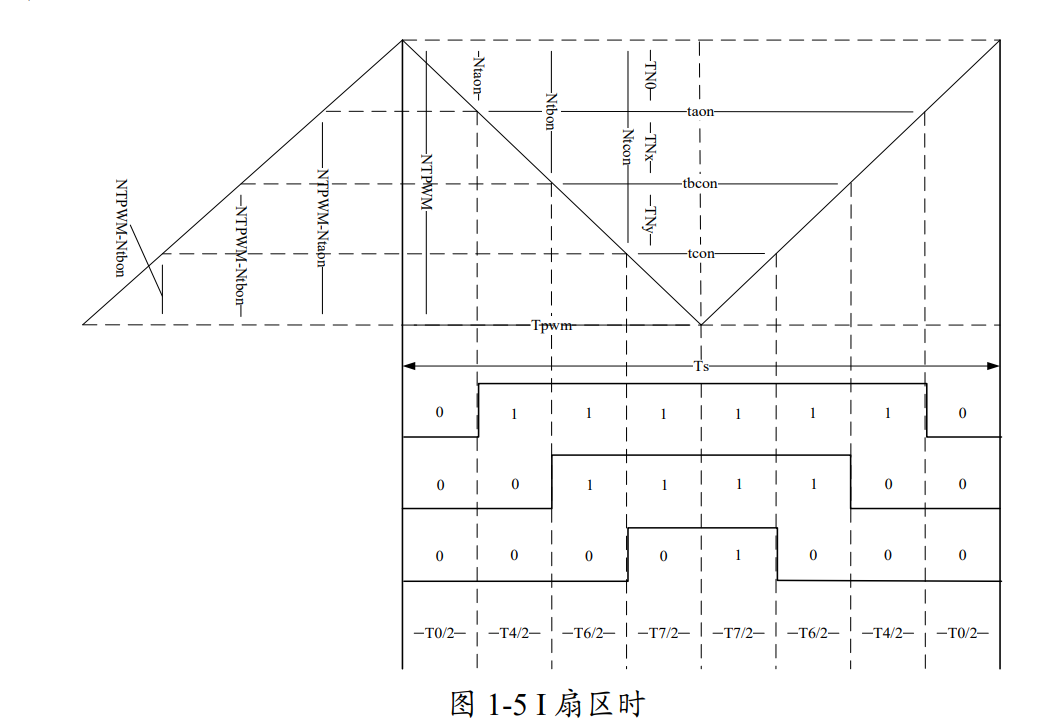 Ntaon
Ntbon
Ntcon
TN0
TNx
TNy
taon
tbcon
tcon
NTPWM
NTPWM-Ntaon
NTPWM-Ntbon
NTPWM-Ntbon
Tpwm
Ts
0 1 1 1 1 1 1 0
0 0 1 1 1 1 0 0
0 0 0 0 1 0 0 0
T0/2 T4/2 T6/2 T7/2 T7/2 T6/2 T4/2 T0/2
图 1-5 I 扇区时